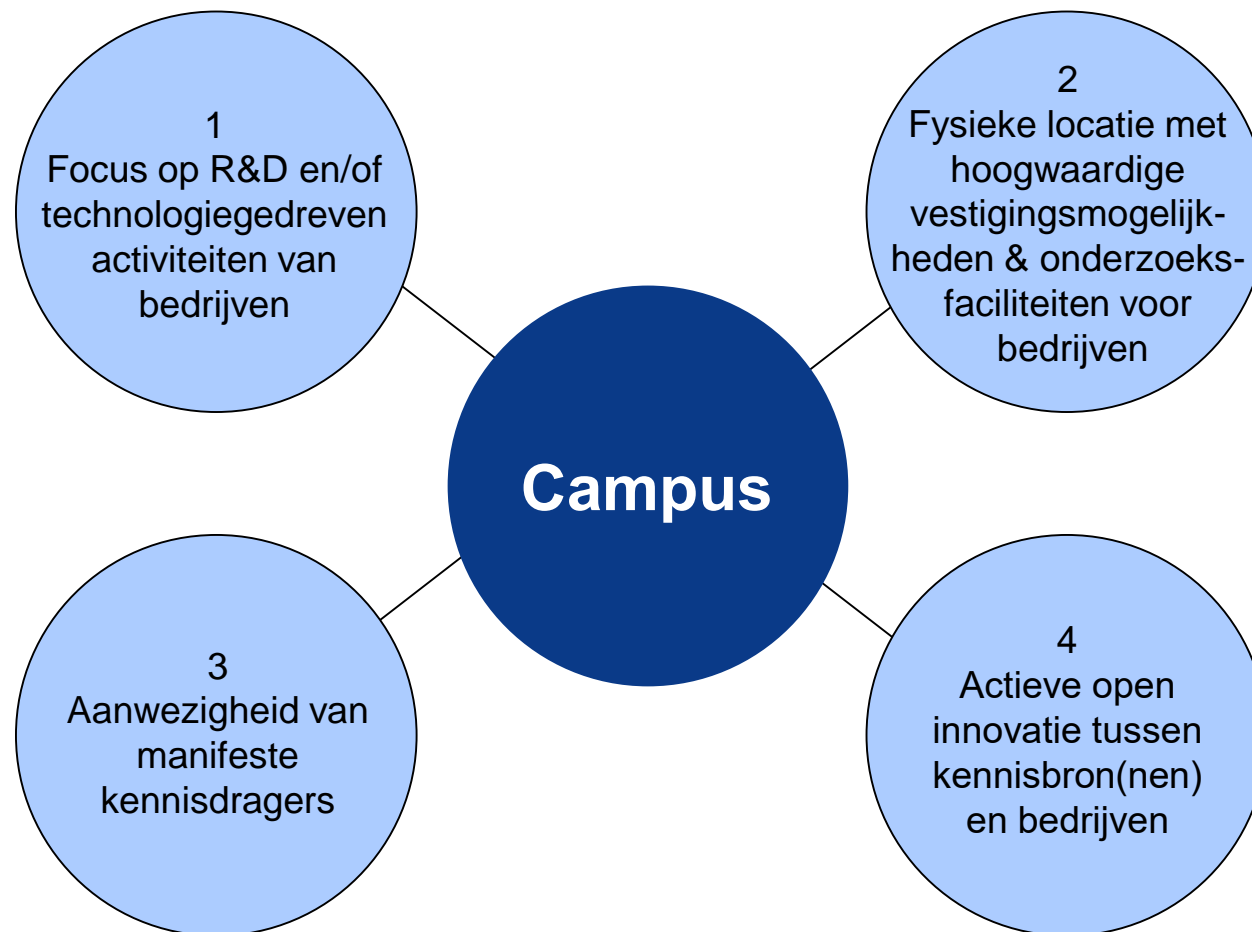 1
Focus op R&D en/of
technologiegedreven
activiteiten van
bedrijven
2
Fysieke locatie met
hoogwaardige
vestigingsmogelijk-
heden & onderzoeks-
faciliteiten voor
bedrijven
Campus
3
Aanwezigheid van
manifeste
kennisdragers
4
Actieve open
innovatie tussen
kennisbron(nen)
en bedrijven